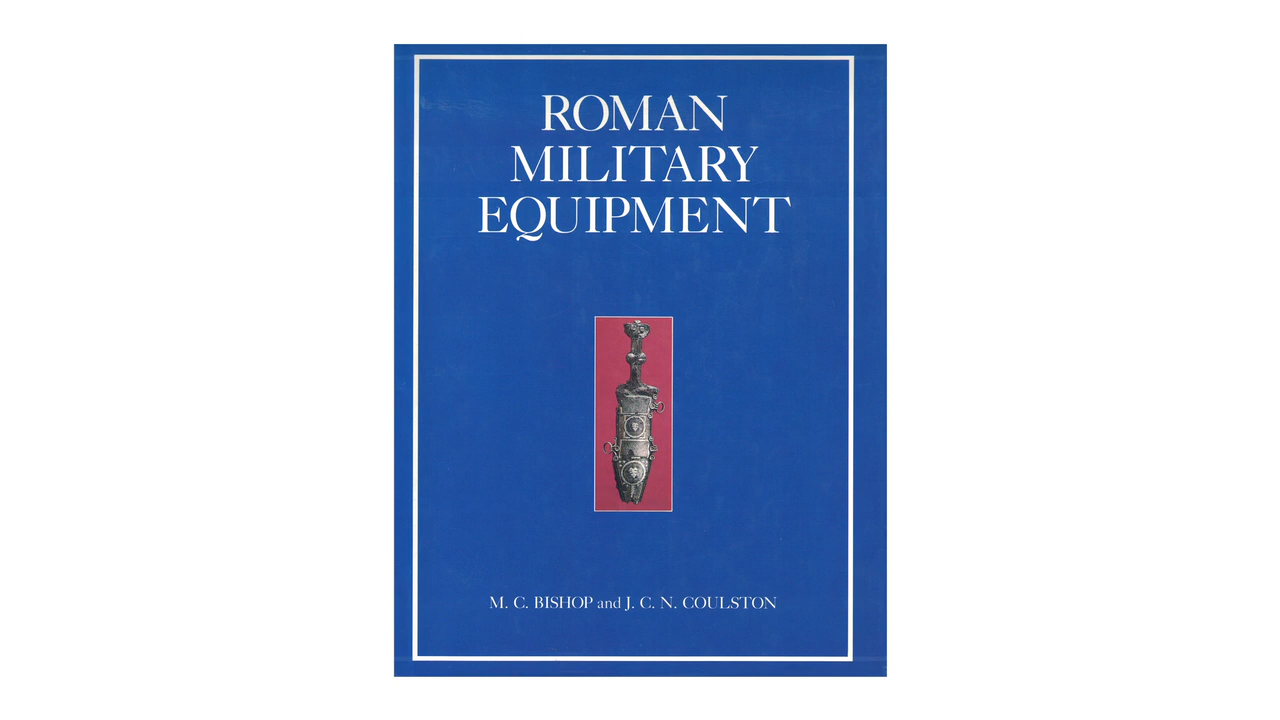 ROMAN
MILITARY
EQUIPMENT
M. C. BISHOP and J. C. N. COULSTON